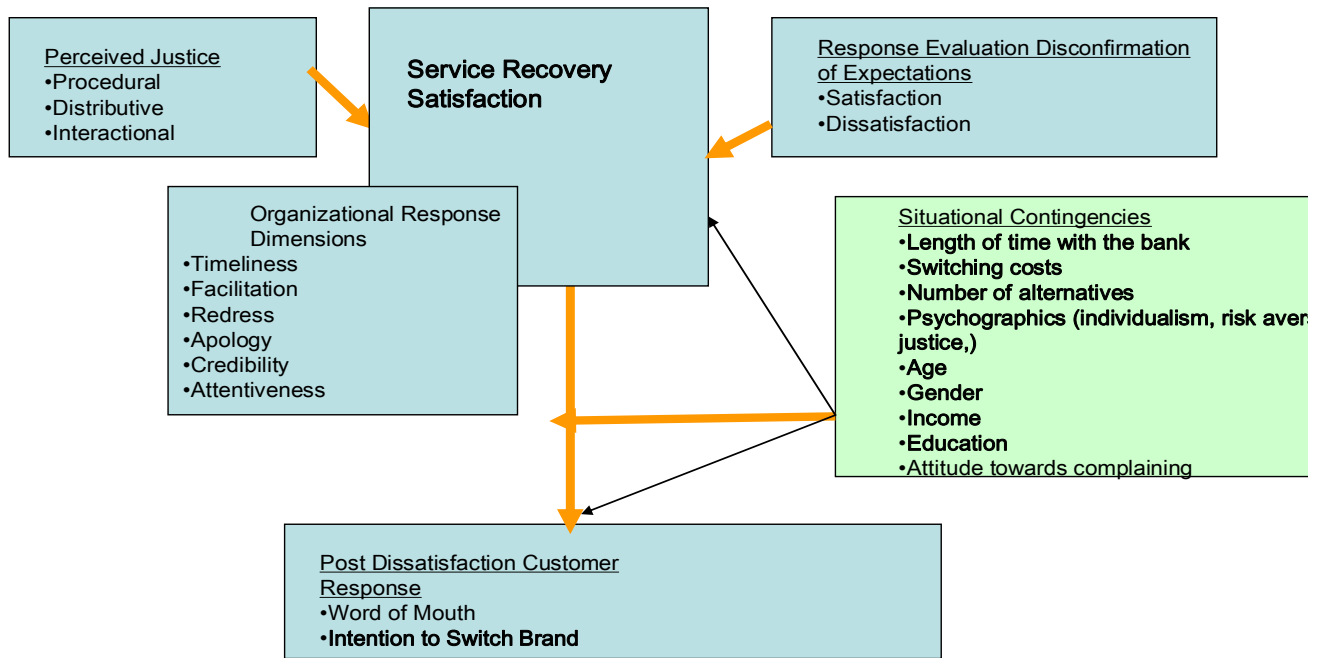 Perceived Justice
•Procedural
•Distributive
•Interactional
Service Recovery
Satisfaction
Response Evaluation Disconfirmation
of Expectations
•Satisfaction
•Dissatisfaction
Organizational Response
Dimensions
•Timeliness
•Facilitation
•Redress
•Apology
•Credibility
•Attentiveness
Situational Contingencies
•Length of time with the bank
•Switching costs
•Number of alternatives
•Psychographics (individualism, risk
justice,)
•Age
•Gender
•Income
•Education
•Attitude towards complaining
Post Dissatisfaction Customer
Response
•Word of Mouth
•Intention to Switch Brand